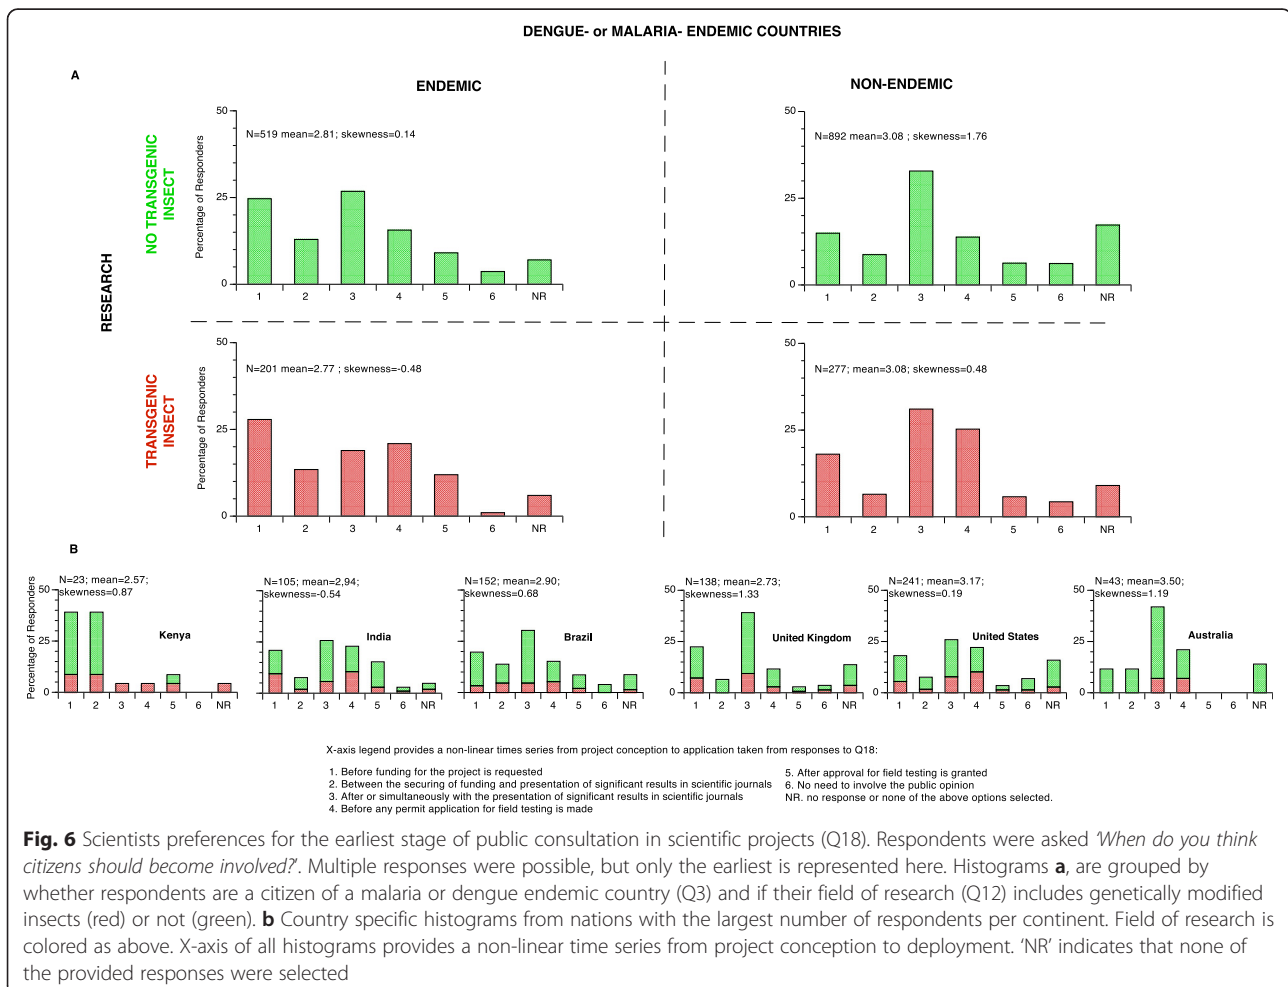 DENGUE- or MALARIA- ENDEMIC COUNTRIES
A
ENDEMIC
NON-ENDEMIC
RESEARCH
NO TRANSGENIC
INSECT
Percentage of Responders
50
25
0
N=519 mean=2.81; skewness=0.14
1 2 3 4 5 6 NR
50
25
0
N=892 mean=3.08 ; skewness=1.76
1 2 3 4 5 6 NR
TRANSGENIC
INSECT
Percentage of Responders
50
25
0
N=201 mean=2.77 ; skewness=-0.48
1 2 3 4 5 6 NR
50
25
0
N=277; mean=3.08; skewness=0.48
1 2 3 4 5 6 NR
B
Percentage of Responders
50
25
0
N=23; mean=2.57;
skewness=0.87
Kenya
1 2 3 4 5 6 NR
50
25
0
N=105; mean=2,94;
skewness=-0.54
India
1 2 3 4 5 6 NR
50
25
0
N=152; mean=2.90;
skewness=0.68
Brazil
1 2 3 4 5 6 NR
50
25
0
N=138; mean=2.73;
skewness=1.33
United Kingdom
1 2 3 4 5 6 NR
50
25
0
N=241; mean=3.17;
skewness=0.19
United States
1 2 3 4 5 6 NR
50
25
0
N=43; mean=3.50;
skewness=1.19
Australia
1 2 3 4 5 6 NR
X-axis legend provides a non-linear times series from project conception to application taken from responses to Q18:
1. Before funding for the project is requested
2. Between the securing of funding and presentation of significant results in scientific journals
3. After or simultaneously with the presentation of significant results in scientific journals
4. Before any permit application for field testing is made
5. After approval for field testing is granted
6. No need to involve the public opinion
NR. no response or none of the above options selected.
Fig. 6 Scientists preferences for the earliest stage of public consultation in scientific projects (Q18). Respondents were asked ‘When do you think
citizens should become involved?’. Multiple responses were possible, but only the earliest is represented here. Histograms a, are grouped by
whether respondents are a citizen of a malaria or dengue endemic country (Q3) and if their field of research (Q12) includes genetically modified
insects (red) or not (green). b Country specific histograms from nations with the largest number of respondents per continent. Field of research is
colored as above. X-axis of all histograms provides a non-linear time series from project conception to deployment. ‘NR’ indicates that none of
the provided responses were selected